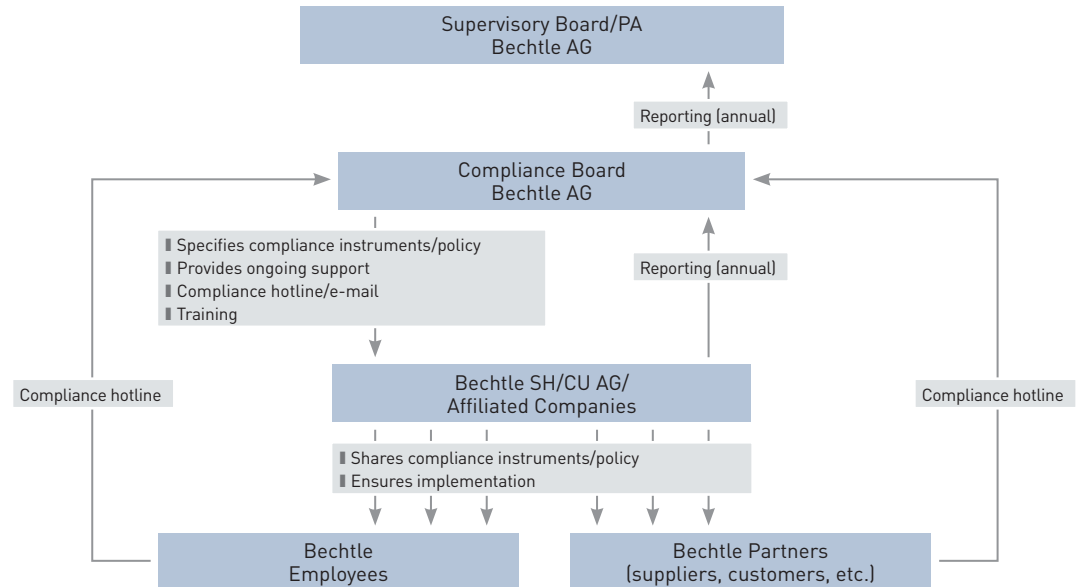 Supervisory Board/PA
Bechtle AG
Reporting (annual)
Compliance Board
Bechtle AG
Specifies compliance instruments/policy
Provides ongoing support
Compliance hotline/e-mail
Training
Reporting (annual)
Bechtle SH/CU AG/
Affiliated Companies
Compliance hotline
Compliance hotline
Shares compliance instruments/policy
Ensures implementation
Bechtle
Employees
Bechtle Partners
(suppliers, customers, etc.)